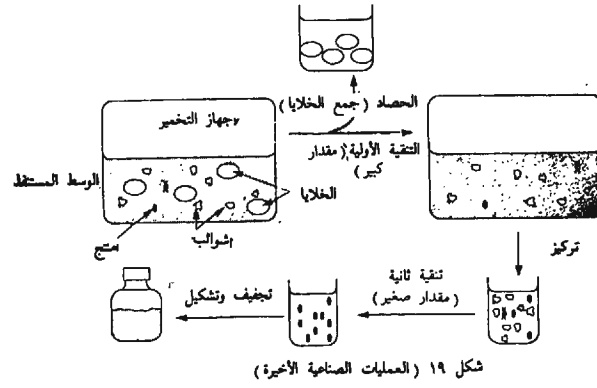 الحصاد (جمع الخلايا)
جهاز التخمير
التنقية الأولية (مقدار
كبير)
الوسط المستنفذ
الخلايا
شوائب
منتج
تركيز
تنقية ثانية
(مقدار صغير)
تجفيف وتشكيل
شكل ١٩ (العمليات الصناعية الأخيرة)